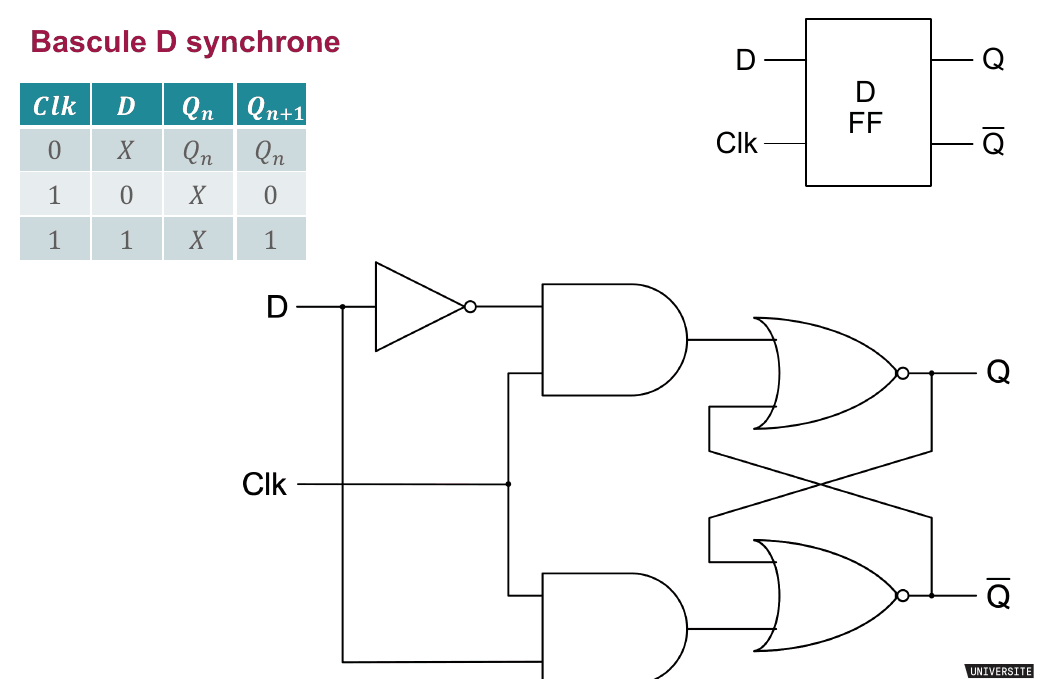 Bascule D synchrone
Clk D Qₙ Qₙ₊₁
0 X Qₙ Qₙ
1 0 X 0
1 1 X 1
D
Clk
D
FF
Q
Q̅
D
Clk
Q
Q̅
UNIVERSITE